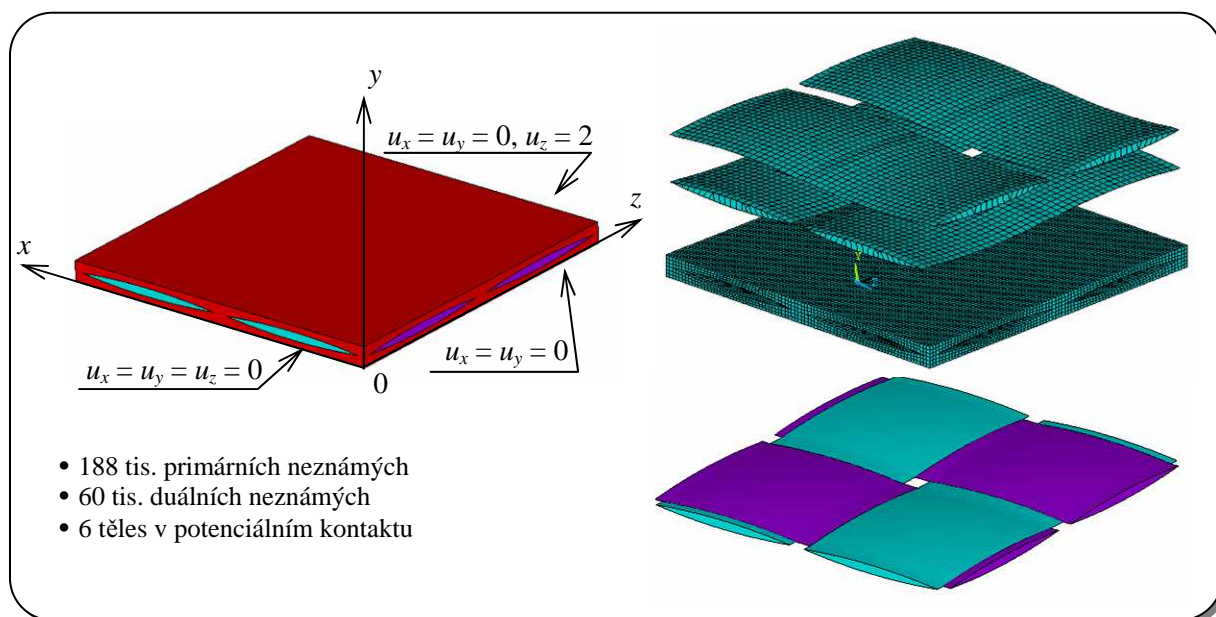 y
u_x = u_y = 0, u_z = 2
z
x
u_x = u_y = u_z = 0
u_x = u_y = 0
0
• 188 tis. primárních neznámých
• 60 tis. duálních neznámých
• 6 těles v potenciálním kontaktu
Y